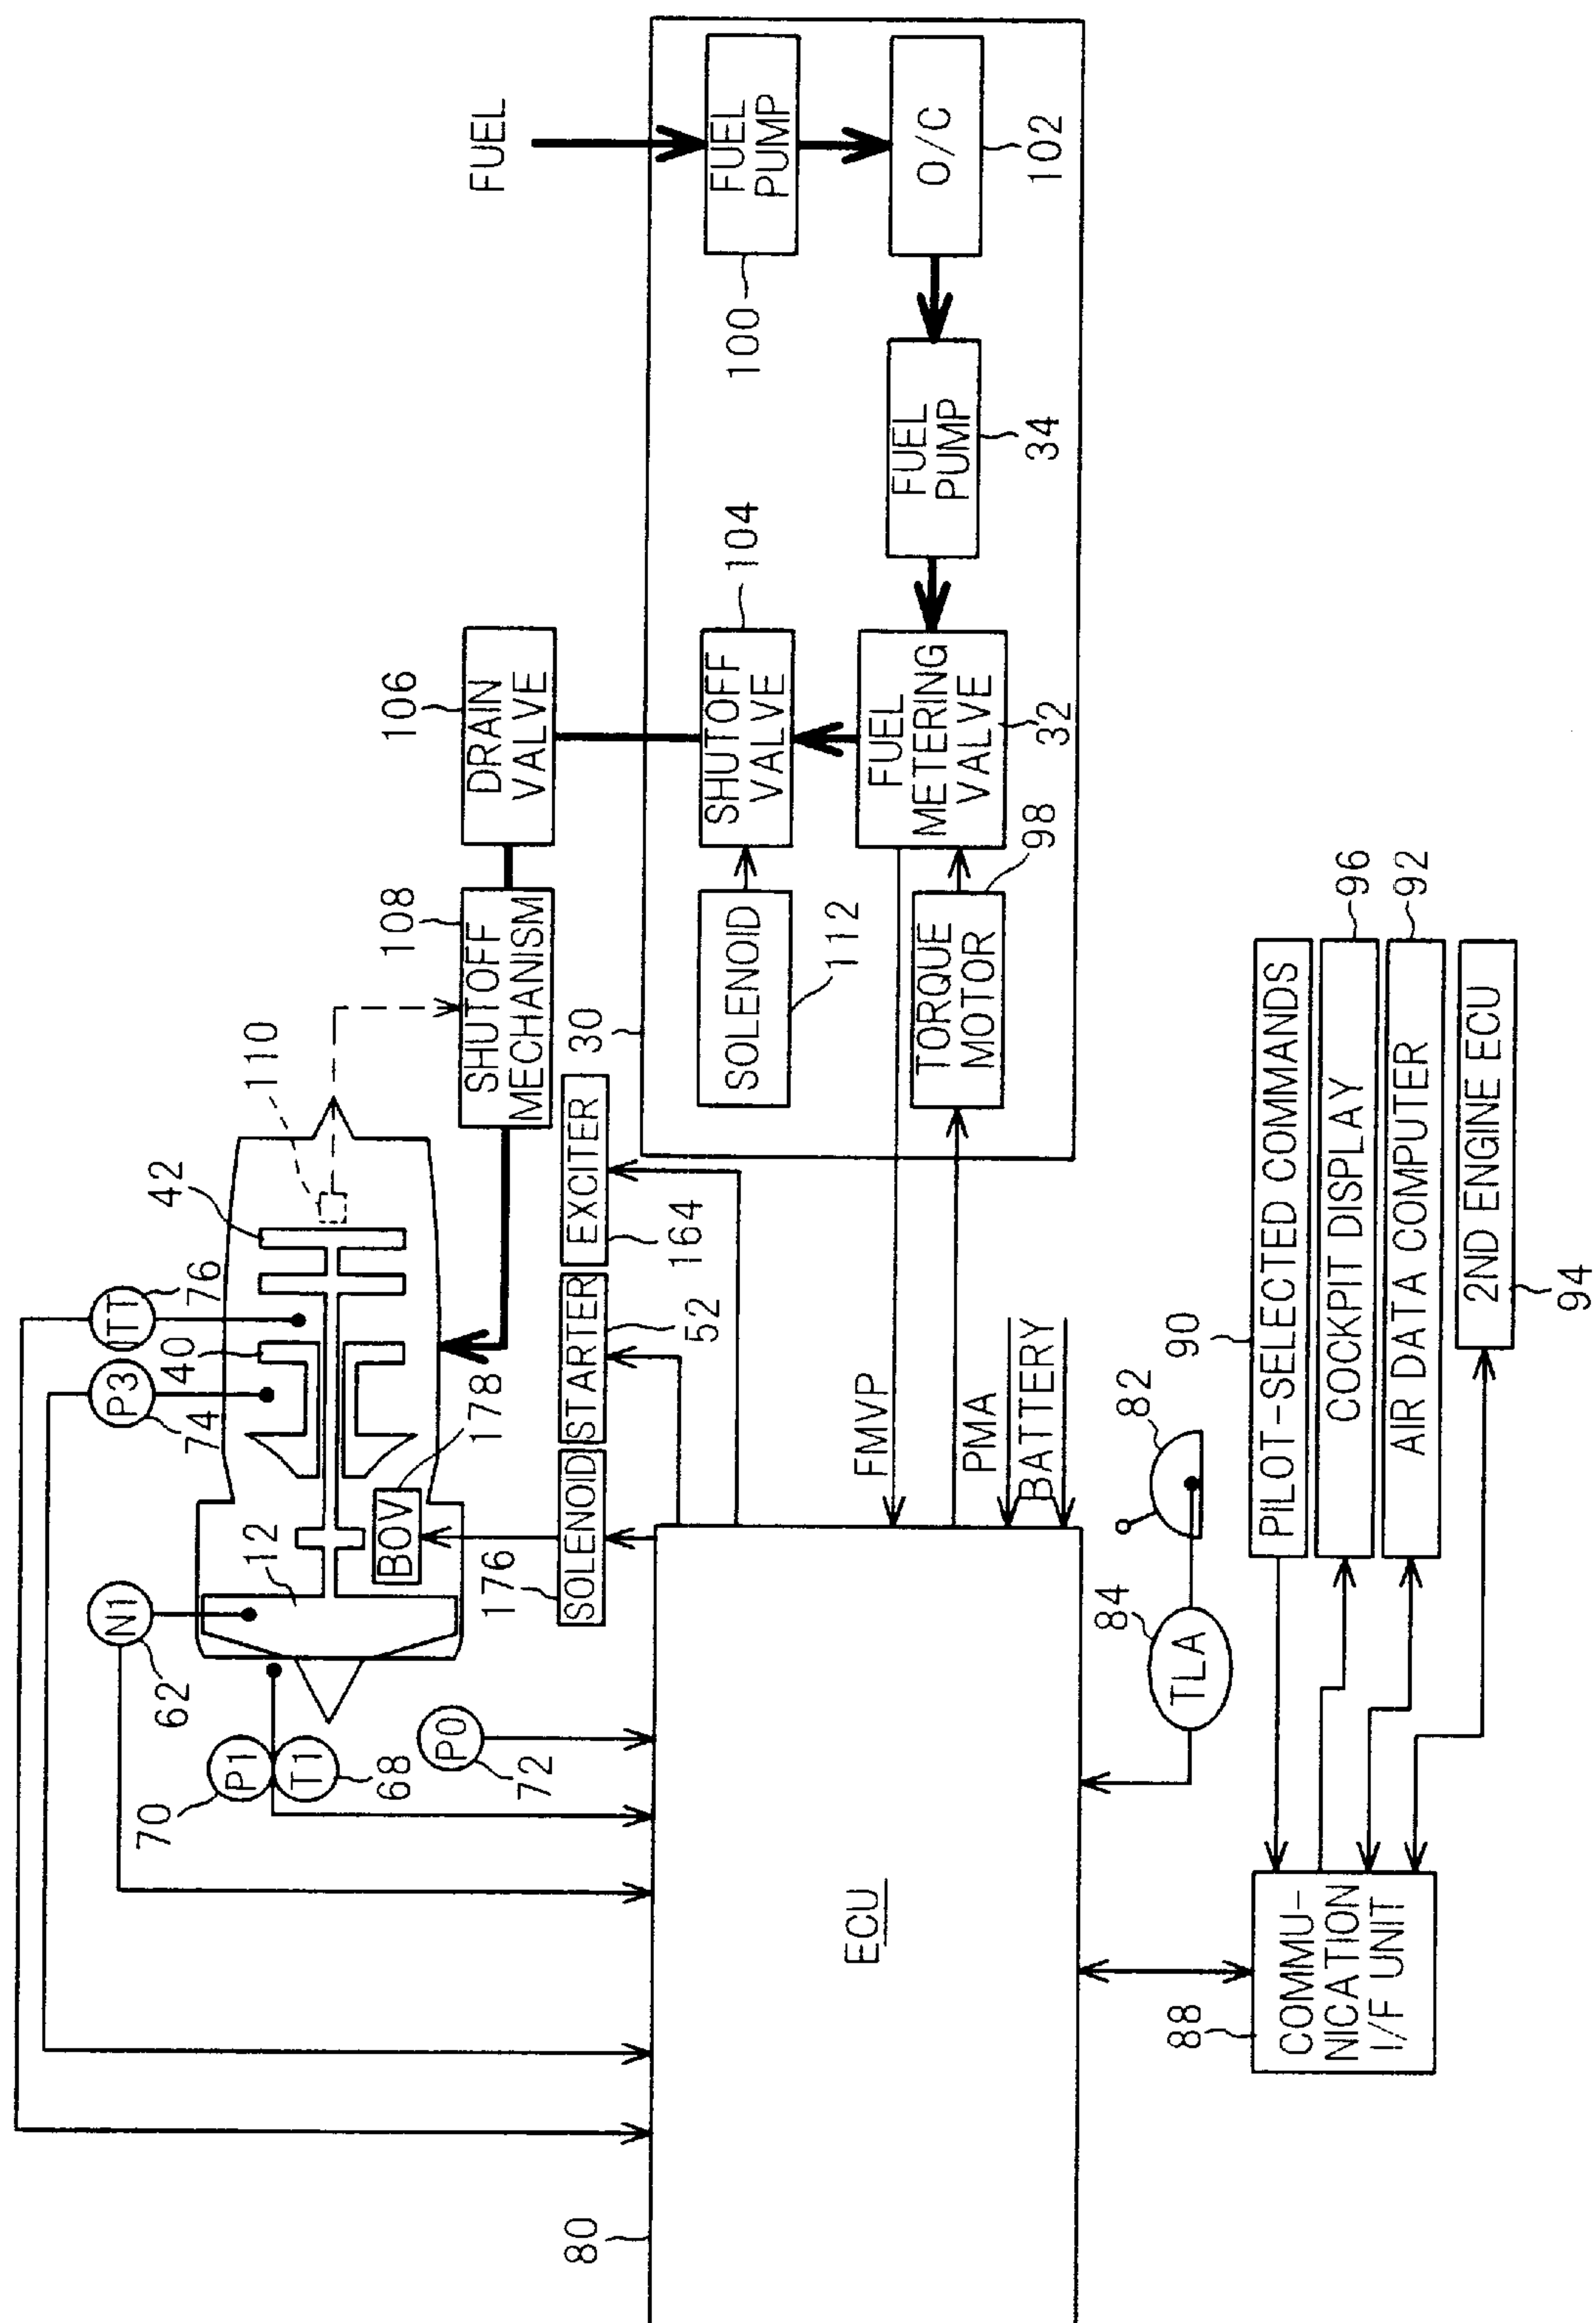 N1
P3
ITT
62
74
76
70
40
42
P1
12
110
T1
178
68
BOV
108
106
P0
FUEL
176
72
SHUTOFF
MECHANISM
DRAIN
VALVE
80
SOLENOID
STARTER
EXCITER
30
164
52
104
100
SOLENOID
SHUTOFF
VALVE
FUEL
PUMP
112
ECU
FMVP
TORQUE
MOTOR
FUEL
METERING
VALVE
FUEL
PUMP
O/C
PMA
BATTERY
98
32
34
102
84
82
TLA
88
90
COMMU-
NICATION
I/F UNIT
PILOT-SELECTED COMMANDS
COCKPIT DISPLAY
96
AIR DATA COMPUTER
92
2ND ENGINE ECU
94